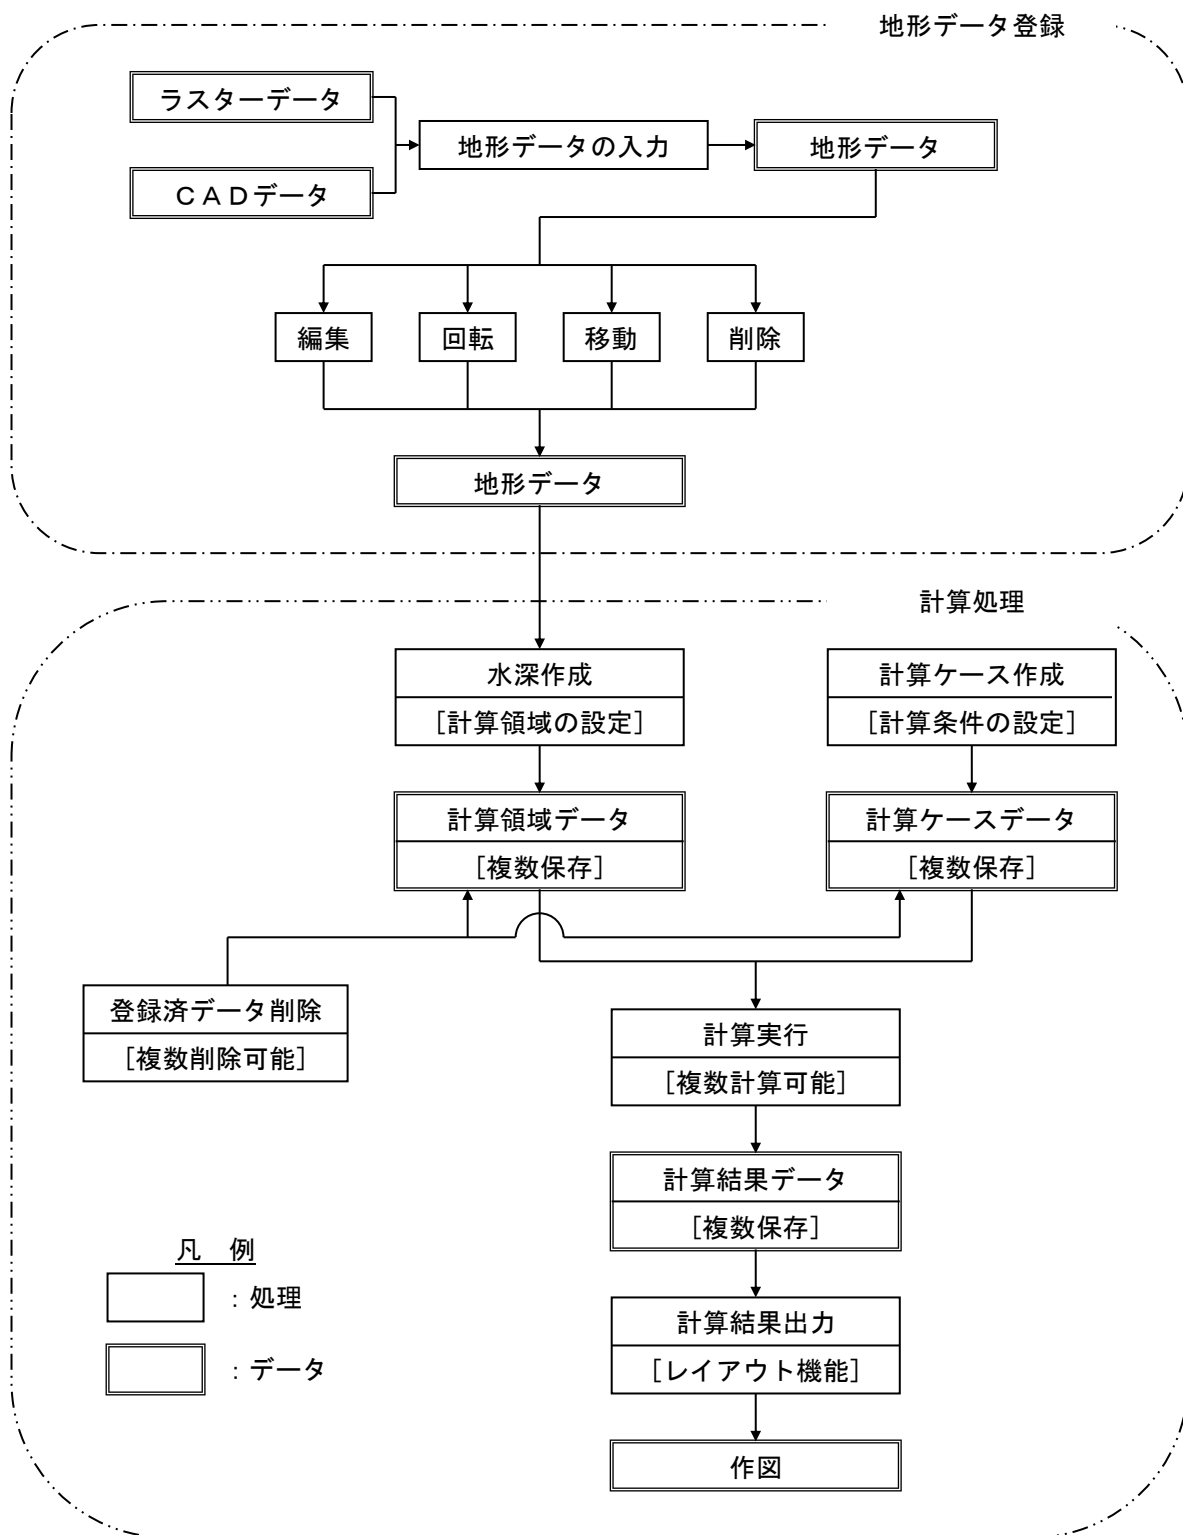 地形データ登録
ラスターデータ
ＣＡＤデータ
地形データの入力
地形データ
編集
回転
移動
削除
地形データ
計算処理
水深作成
［計算領域の設定］
計算ケース作成
［計算条件の設定］
計算領域データ
［複数保存］
計算ケースデータ
［複数保存］
登録済データ削除
［複数削除可能］
計算実行
［複数計算可能］
計算結果データ
［複数保存］
計算結果出力
［レイアウト機能］
作図
凡　例
：処理
：データ